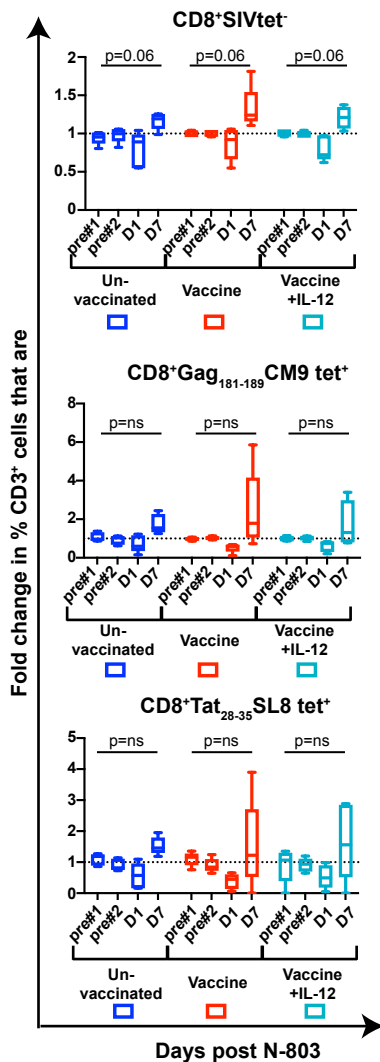 CD8⁺SIVtet⁻
p=0.06 p=0.06 p=0.06
2
1.5
1
0.5
0
pre#1 pre#2 D1 D7 pre#1 pre#2 D1 D7 pre#1 pre#2 D1 D7
Un-
vaccinated
Vaccine
Vaccine
+IL-12
CD8⁺Gag₁₈₁₋₁₈₉CM9 tet⁺
p=ns p=ns p=ns
8
6
4
2
0
pre#1 pre#2 D1 D7 pre#1 pre#2 D1 D7 pre#1 pre#2 D1 D7
Un-
vaccinated
Vaccine
Vaccine
+IL-12
CD8⁺Tat₂₈₋₃₅SL8 tet⁺
p=ns p=ns p=ns
5
4
2
1
0
pre#1 pre#2 D1 D7 pre#1 pre#2 D1 D7 pre#1 pre#2 D1 D7
Un-
vaccinated
Vaccine
Vaccine
+IL-12
Fold change in % CD3⁺ cells that are
Days post N-803